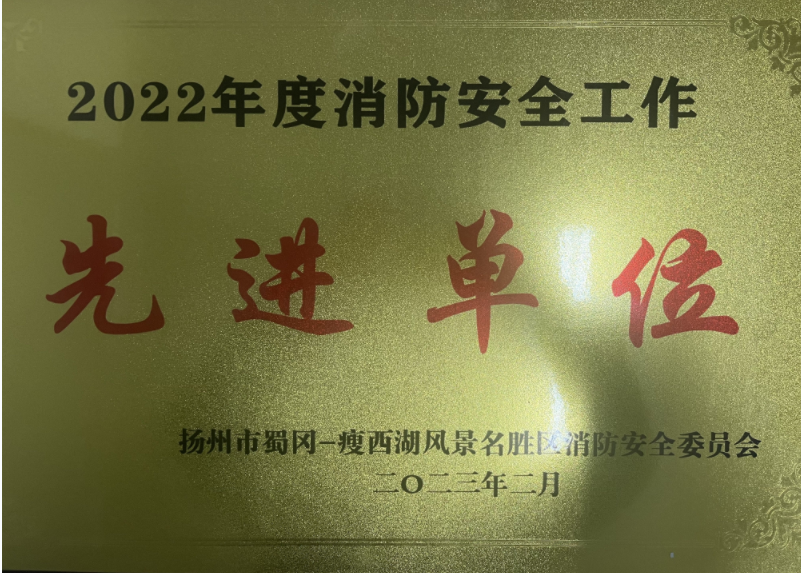 2022年度消防安全工作
先进单位
扬州市蜀冈-瘦西湖风景名胜区消防安全委员会
二O二三年二月